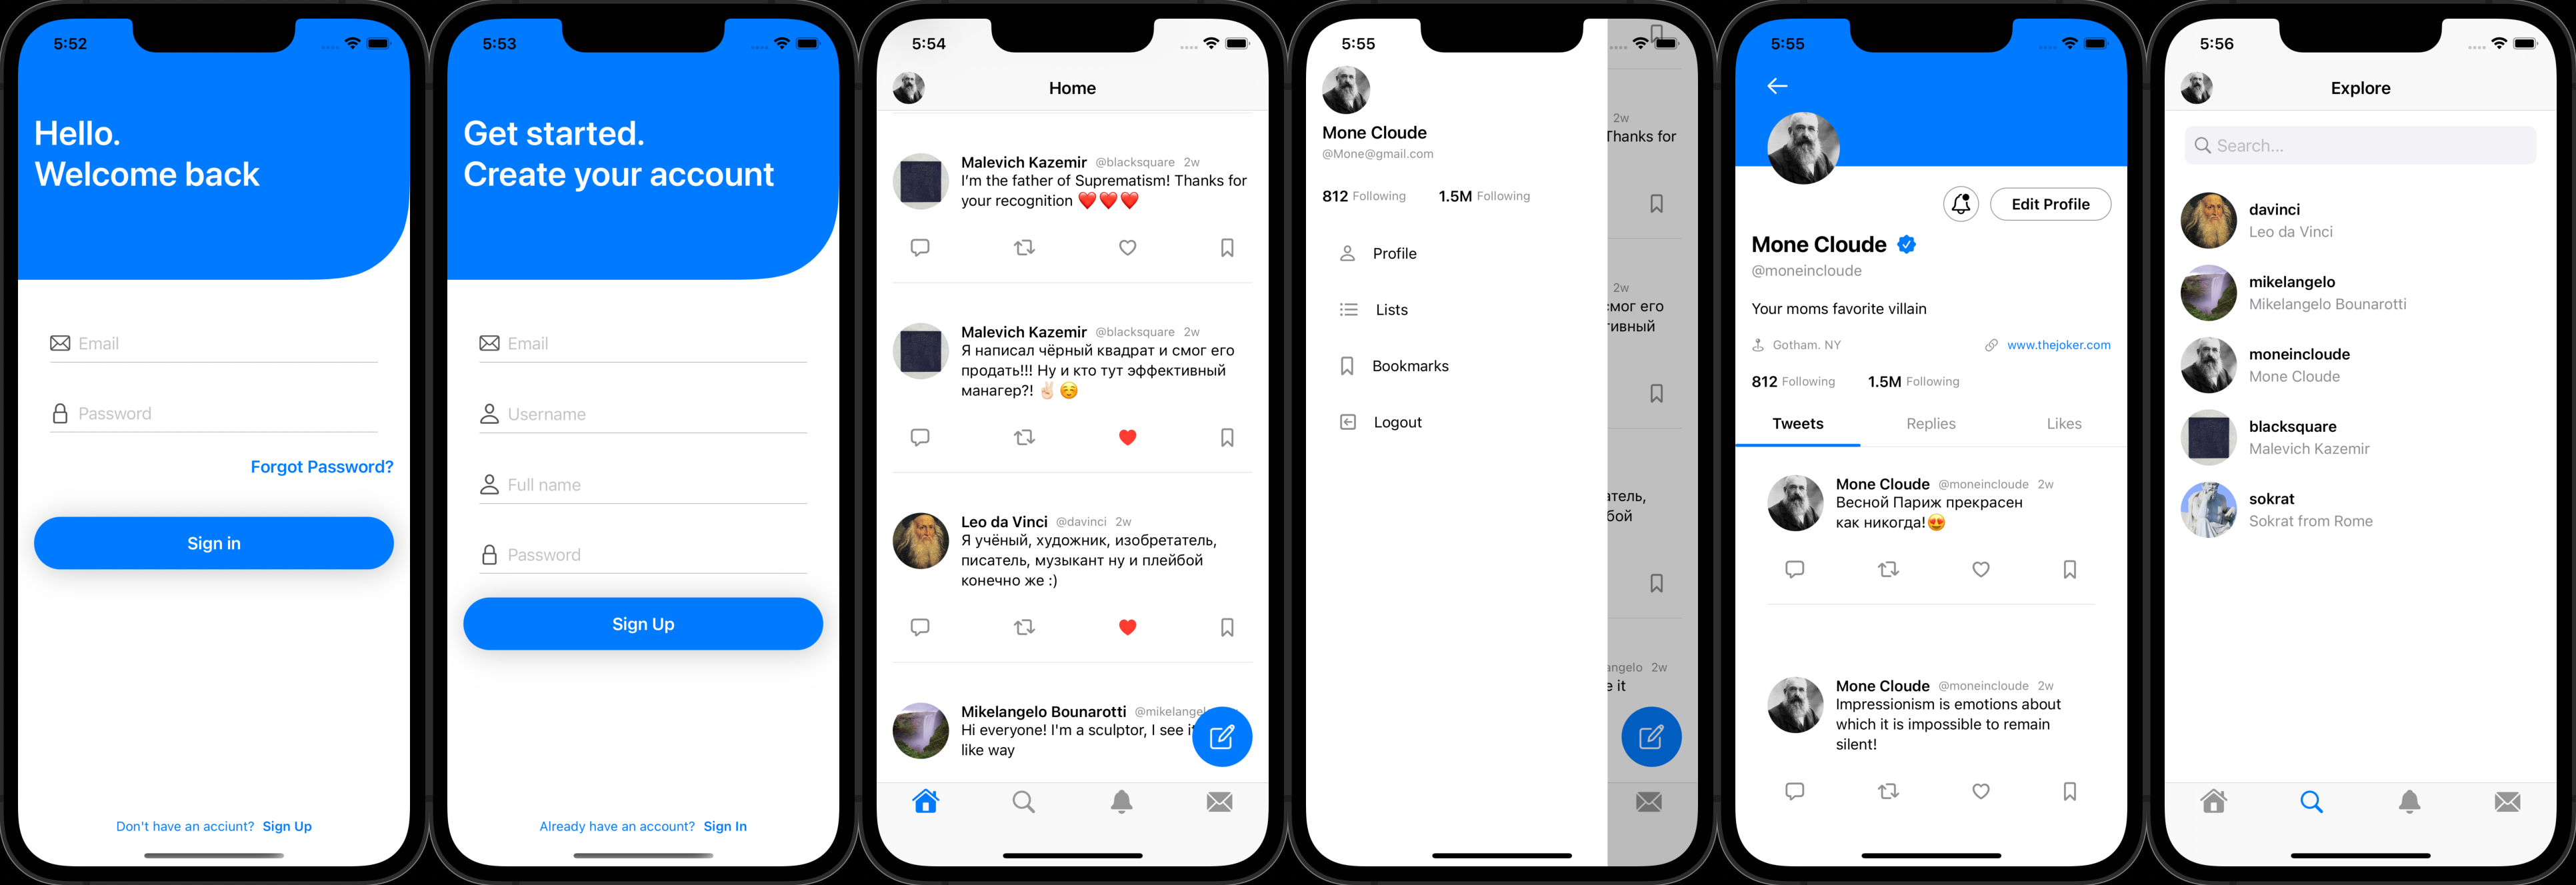 5:52
Hello.
Welcome back
Email
Password
Forgot Password?
Sign in
Don't have an acciunt? Sign Up
5:53
Get started.
Create your account
Email
Username
Full name
Password
Sign Up
Already have an account? Sign In
5:54
Home
Malevich Kazemir @blacksquare 2w
I'm the father of Suprematism! Thanks for
your recognition ❤️❤️❤️
Malevich Kazemir @blacksquare 2w
Я написал чёрный квадрат и смог его
продать!!! Ну и кто тут эффективный
манагер?! ✌🏻☺️
Leo da Vinci @davinci 2w
Я учёный, художник, изобретатель,
писатель, музыкант ну и плейбой
конечно же :)
Mikelangelo Bounarotti @mikelangel
Hi everyone! I'm a sculptor, I see it
like way
5:55
Mone Cloude
@Mone@gmail.com
812 Following 1.5M Following
Profile
Lists
Bookmarks
Logout
2w
Thanks for
2w
смог его
тивный
атель,
бой
angelo 2w
e it
5:55
Edit Profile
Mone Cloude
@moneincloude
Your moms favorite villain
Gotham. NY www.thejoker.com
812 Following 1.5M Following
Tweets Replies Likes
Mone Cloude @moneincloude 2w
Весной Париж прекрасен
как никогда!😍
Mone Cloude @moneincloude 2w
Impressionism is emotions about
which it is impossible to remain
silent!
5:56
Explore
Search...
davinci
Leo da Vinci
mikelangelo
Mikelangelo Bounarotti
moneincloude
Mone Cloude
blacksquare
Malevich Kazemir
sokrat
Sokrat from Rome